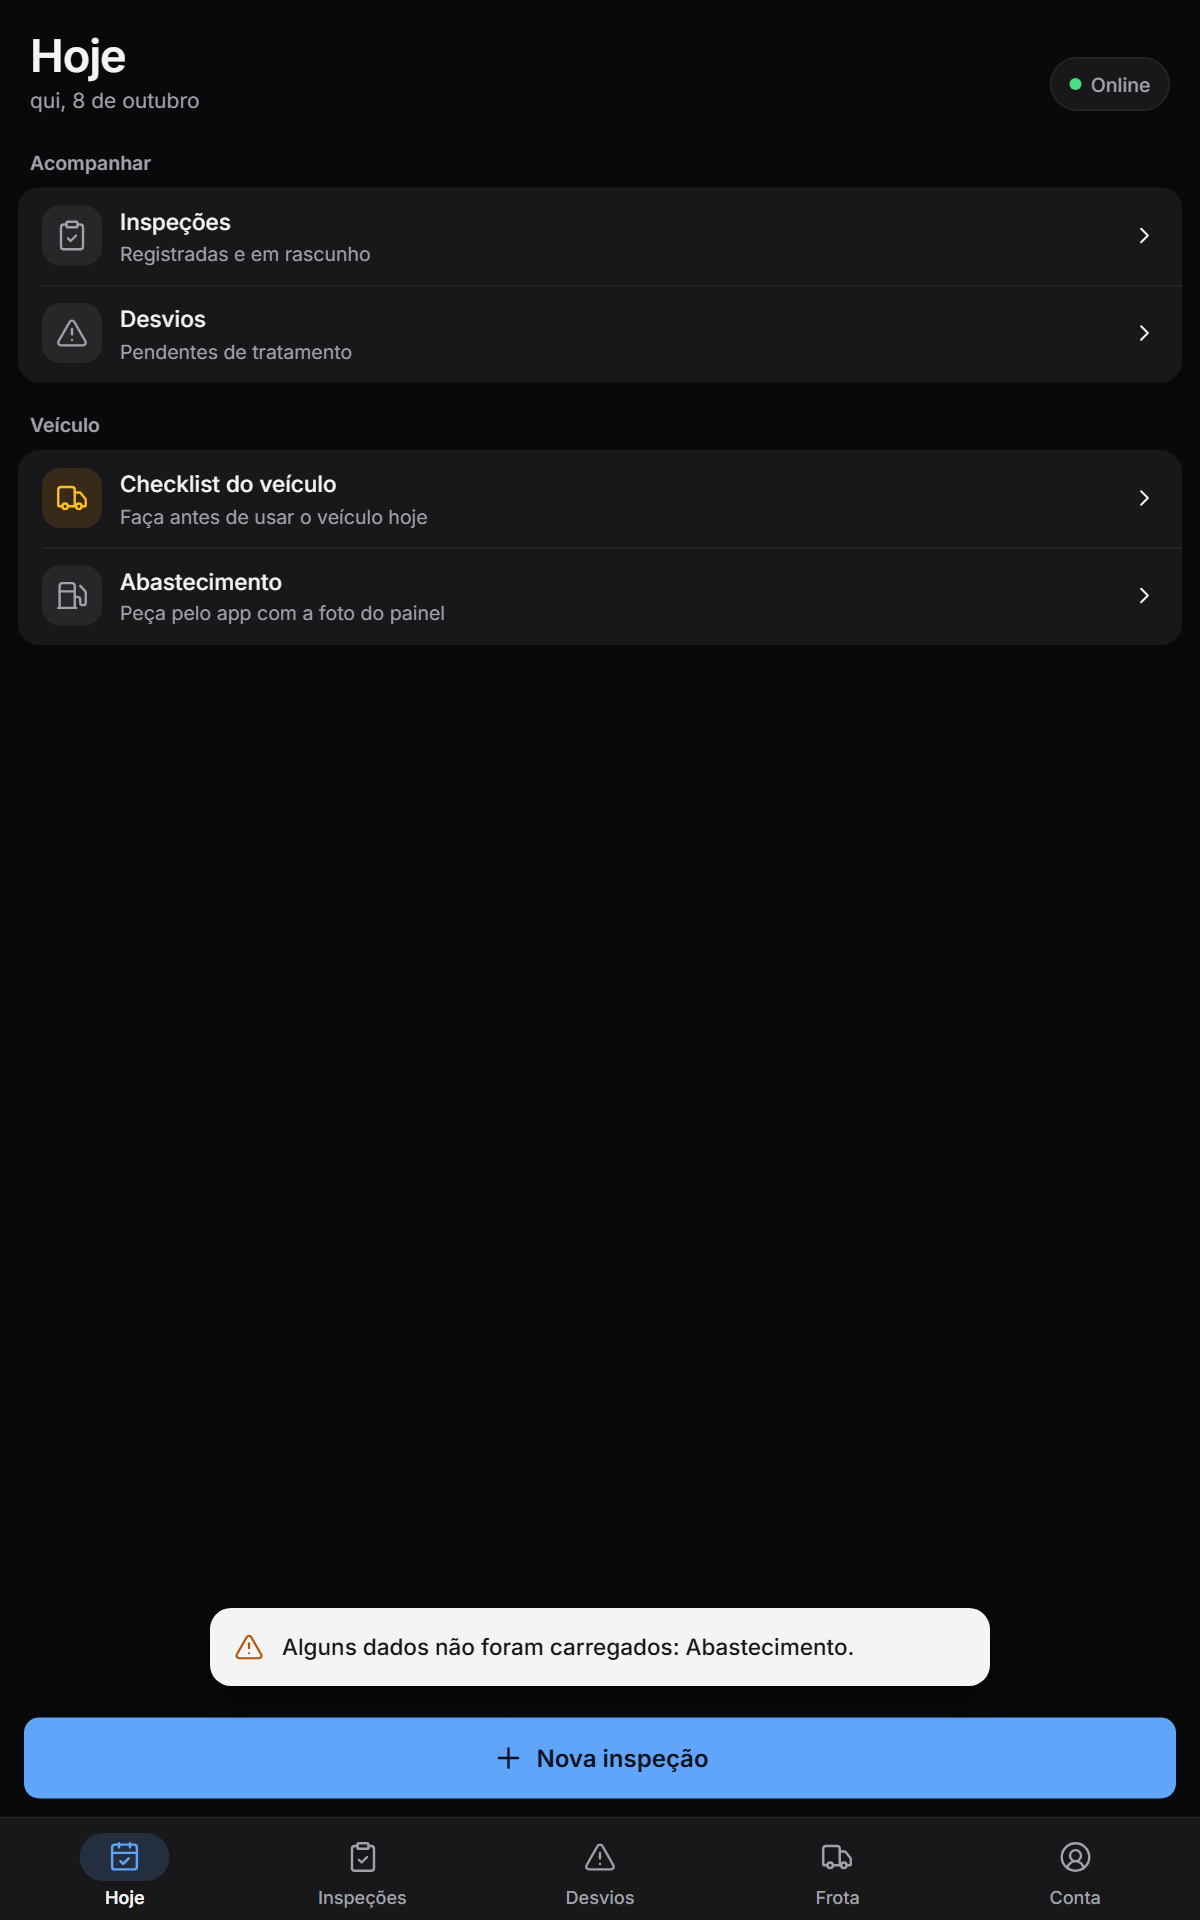 Hoje
qui, 8 de outubro
Online
Acompanhar
Inspeções
Registradas e em rascunho
Desvios
Pendentes de tratamento
Veículo
Checklist do veículo
Faça antes de usar o veículo hoje
Abastecimento
Peça pelo app com a foto do painel
Alguns dados não foram carregados: Abastecimento.
Nova inspeção
Hoje
Inspeções
Desvios
Frota
Conta